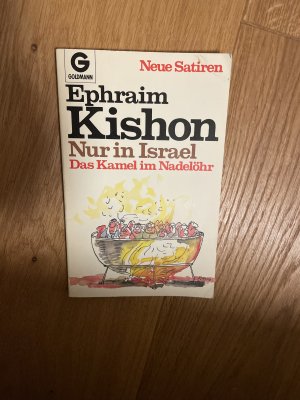 G
GOLDMANN
Neue Satiren
Ephraim
Kishon
Nur in Israel
Das Kamel im Nadelöhr